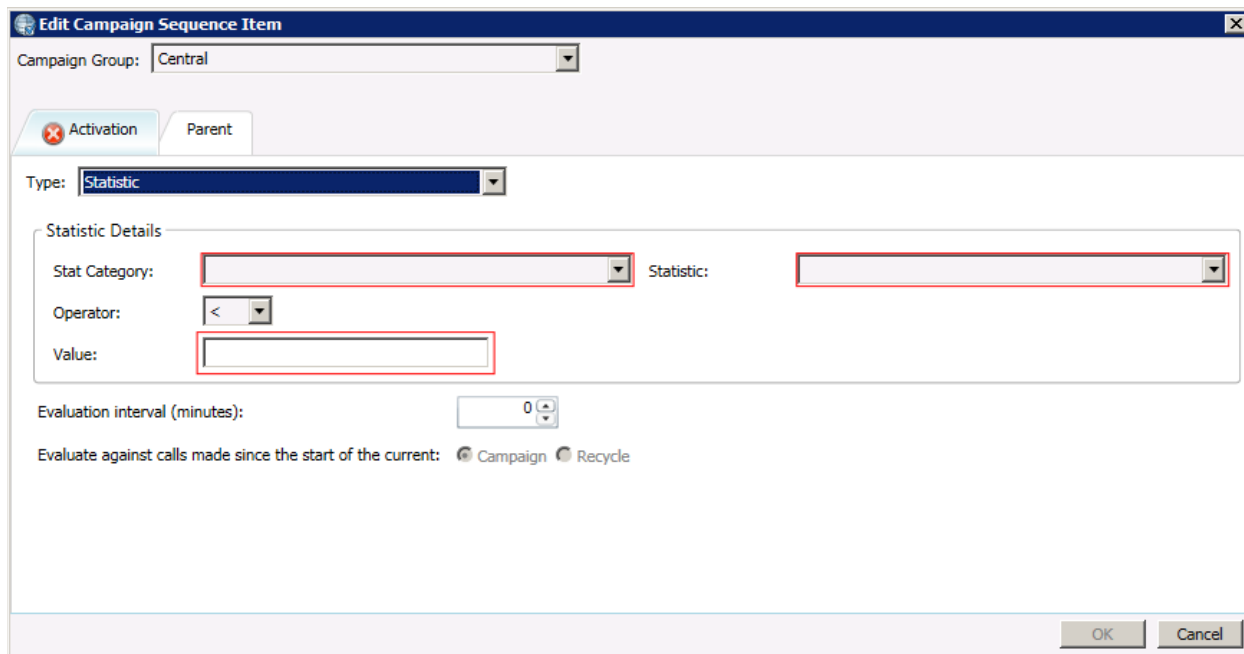 Edit Campaign Sequence Item
Campaign Group: Central
Activation Parent
Type: Statistic
Statistic Details
Stat Category: Statistic:
Operator: <
Value:
Evaluation interval (minutes): 0
Evaluate against calls made since the start of the current: Campaign Recycle
OK Cancel